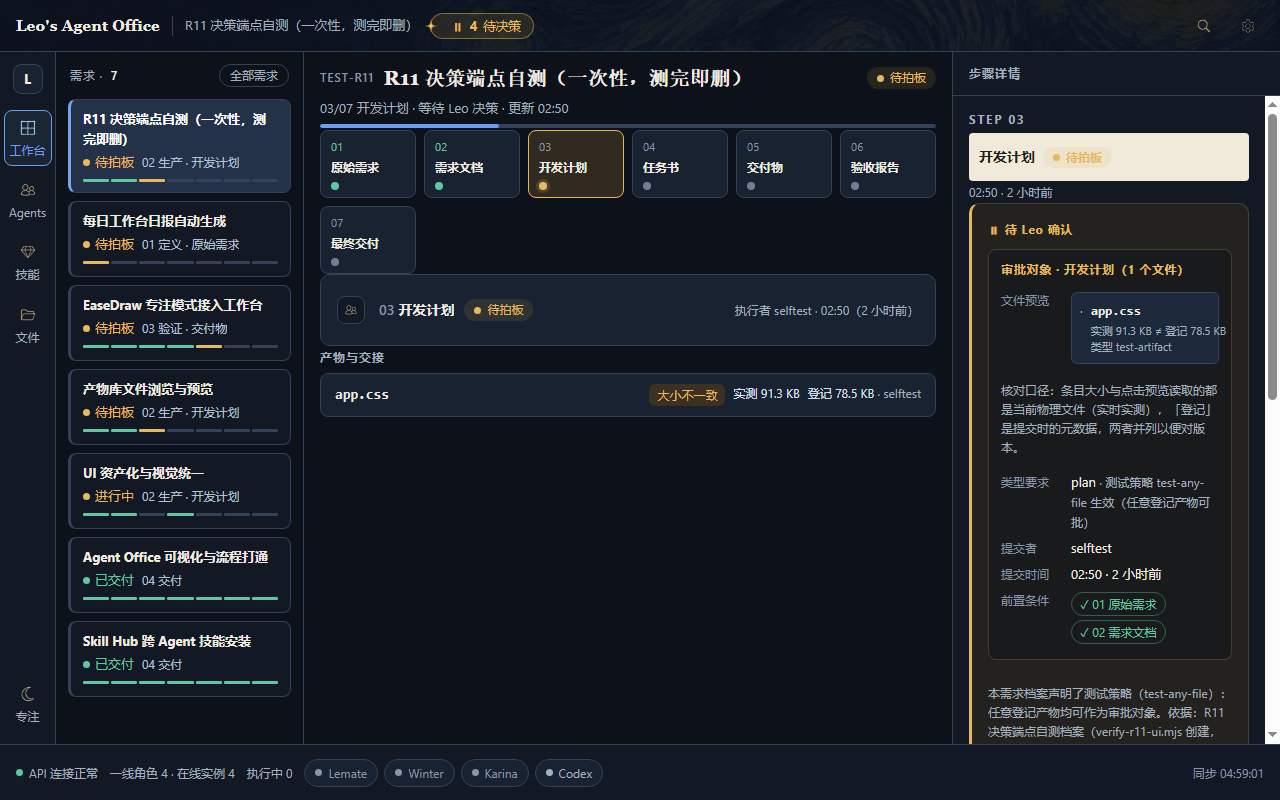 Leo's Agent Office
R11 决策端点自测（一次性，测完即删）
4 待决策
L
工作台
Agents
技能
文件
专注
需求 · 7
全部需求
R11 决策端点自测（一次性，测
完即删）
待拍板 02 生产 · 开发计划
每日工作台日报自动生成
待拍板 01 定义 · 原始需求
EaseDraw 专注模式接入工作台
待拍板 03 验证 · 交付物
产物库文件浏览与预览
待拍板 02 生产 · 开发计划
UI 资产化与视觉统一
进行中 02 生产 · 开发计划
Agent Office 可视化与流程打通
已交付 04 交付
Skill Hub 跨 Agent 技能安装
已交付 04 交付
TEST-R11 R11 决策端点自测（一次性，测完即删）
待拍板
03/07 开发计划 · 等待 Leo 决策 · 更新 02:50
01
原始需求
02
需求文档
03
开发计划
04
任务书
05
交付物
06
验收报告
07
最终交付
03 开发计划 待拍板
执行者 selftest · 02:50（2 小时前）
产物与交接
app.css
大小不一致 实测 91.3 KB 登记 78.5 KB · selftest
步骤详情
STEP 03
开发计划 待拍板
02:50 · 2 小时前
待 Leo 确认
审批对象 · 开发计划（1 个文件）
文件预览
· app.css
实测 91.3 KB ≠ 登记 78.5 KB
类型 test-artifact
核对口径：条目大小与点击预览读取的都
是当前物理文件（实时实测），「登记」
是提交时的元数据，两者并列以便对版
本。
类型要求 plan · 测试策略 test-any-
file 生效（任意登记产物可
批）
提交者 selftest
提交时间 02:50 · 2 小时前
前置条件 ✓ 01 原始需求
✓ 02 需求文档
本需求档案声明了测试策略（test-any-file）：
任意登记产物均可作为审批对象。依据：R11
决策端点自测档案（verify-r11-ui.mjs 创建，
API 连接正常 一线角色 4 · 在线实例 4 执行中 0
Lemate
Winter
Karina
Codex
同步 04:59:01